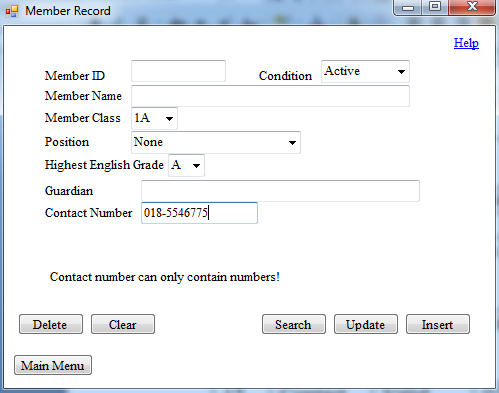 Member Record
Help
Member ID Condition Active
Member Name
Member Class 1A
Position None
Highest English Grade A
Guardian
Contact Number 018-5546775
Contact number can only contain numbers!
Delete Clear Search Update Insert
Main Menu